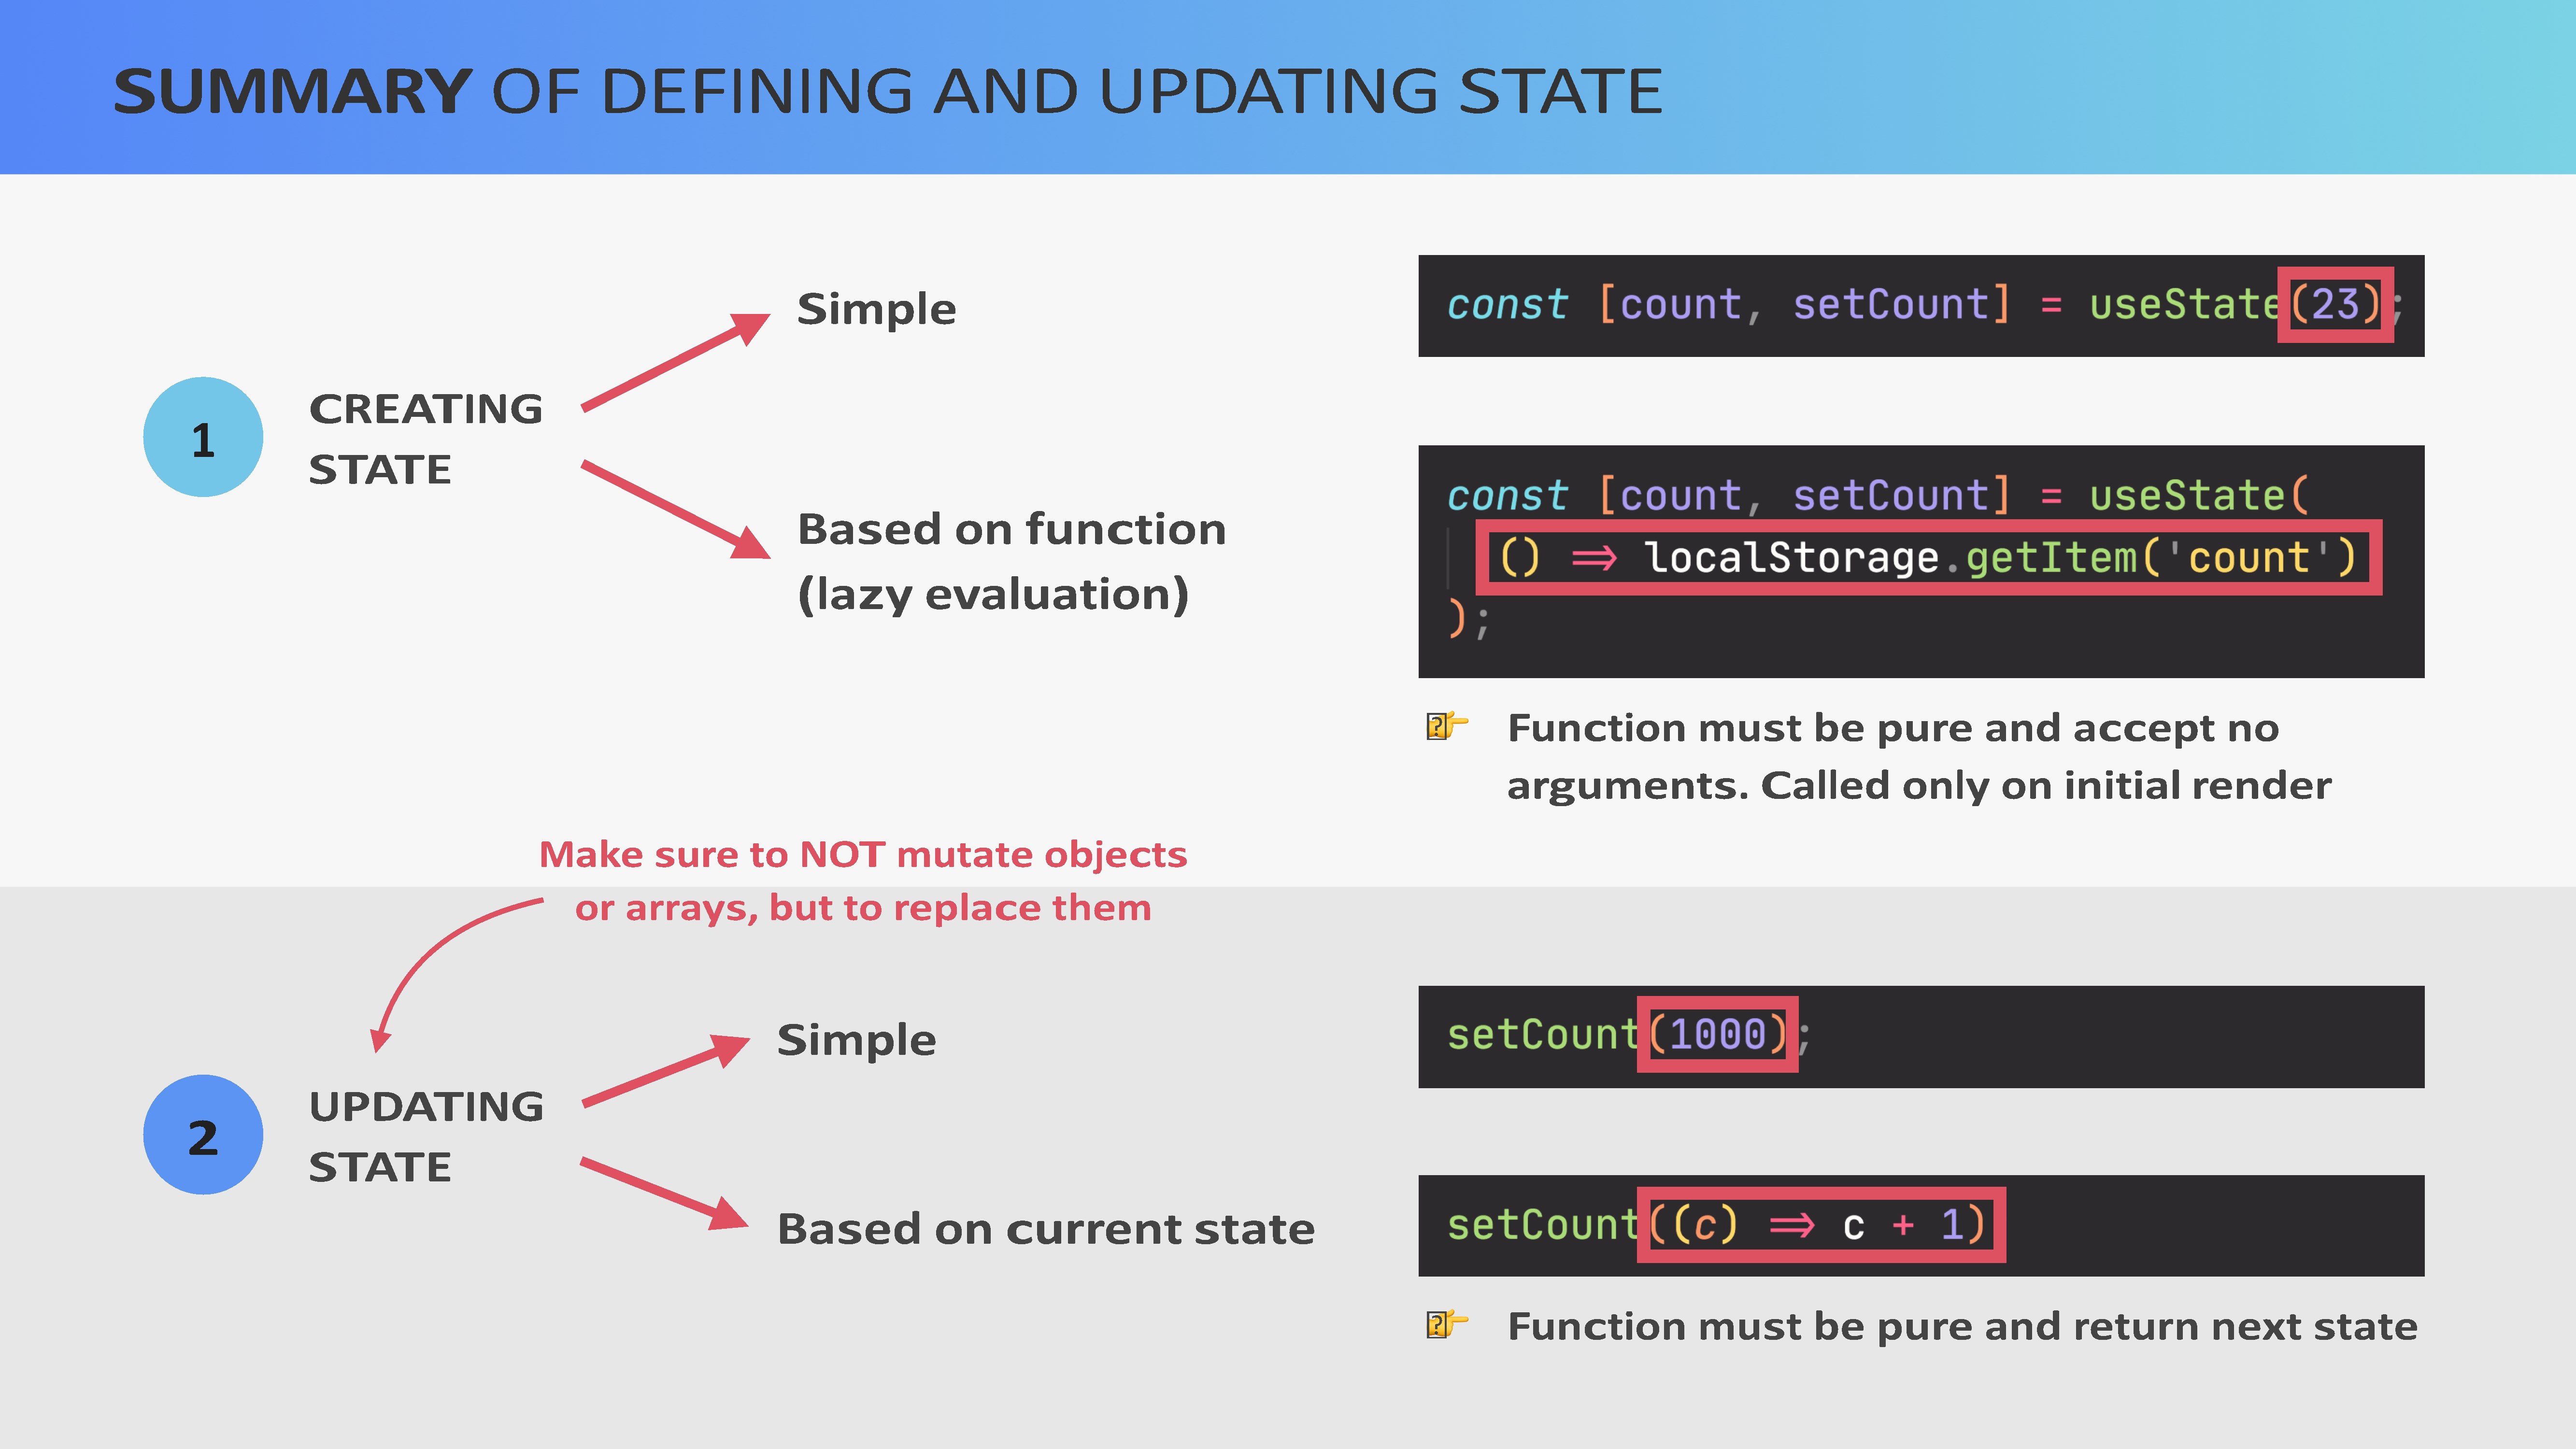 SUMMARY OF DEFINING AND UPDATING STATE
1
CREATING
STATE
Simple
const [count, setCount] = useState(23);
Based on function
(lazy evaluation)
const [count, setCount] = useState(
() => localStorage.getItem('count')
);
👉 Function must be pure and accept no
arguments. Called only on initial render
Make sure to NOT mutate objects
or arrays, but to replace them
2
UPDATING
STATE
Simple
setCount(1000);
Based on current state
setCount((c) => c + 1)
👉 Function must be pure and return next state